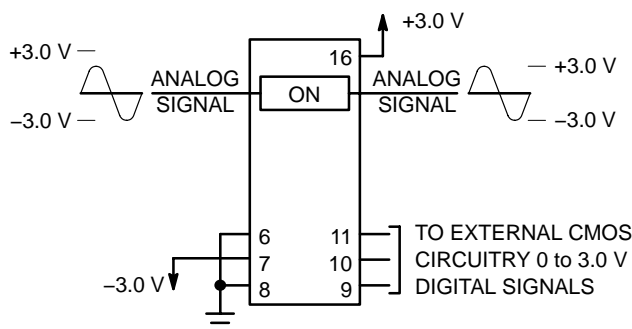 +3.0 V
+3.0 V
16
ANALOG
SIGNAL
ON
ANALOG
SIGNAL
+3.0 V
−3.0 V
−3.0 V
6
11
TO EXTERNAL CMOS
7
10
CIRCUITRY 0 to 3.0 V
−3.0 V
8
9
DIGITAL SIGNALS